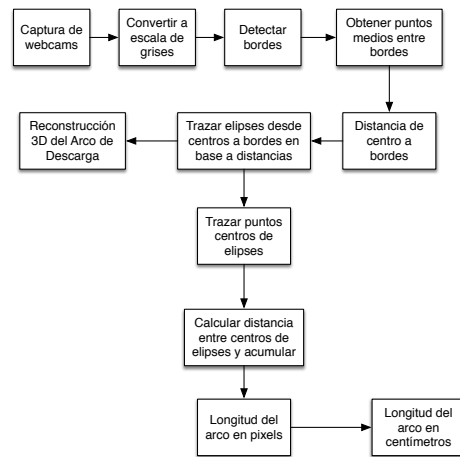 Captura de
webcams
Convertir a
escala de
grises
Detectar
bordes
Obtener puntos
medios entre
bordes
Distancia de
centro a
bordes
Trazar elipses desde
centros a bordes en
base a distancias
Reconstrucción
3D del Arco de
Descarga
Trazar puntos
centros de
elipses
Calcular distancia
entre centros de
elipses y acumular
Longitud del
arco en pixels
Longitud del
arco en
centímetros